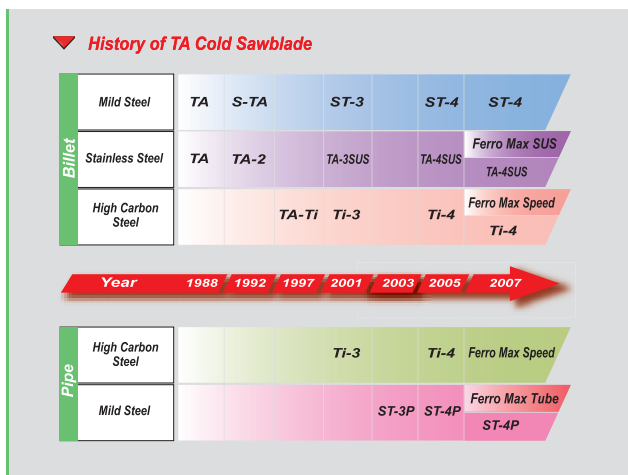 History of TA Cold Sawblade
Billet
Mild Steel TA S-TA ST-3 ST-4 ST-4
Stainless Steel TA TA-2 TA-3SUS TA-4SUS Ferro Max SUS
TA-4SUS
High Carbon
Steel TA-Ti Ti-3 Ti-4 Ferro Max Speed
Ti-4
Year 1988 1992 1997 2001 2003 2005 2007
Pipe
High Carbon
Steel Ti-3 Ti-4 Ferro Max Speed
Mild Steel ST-3P ST-4P Ferro Max Tube
ST-4P